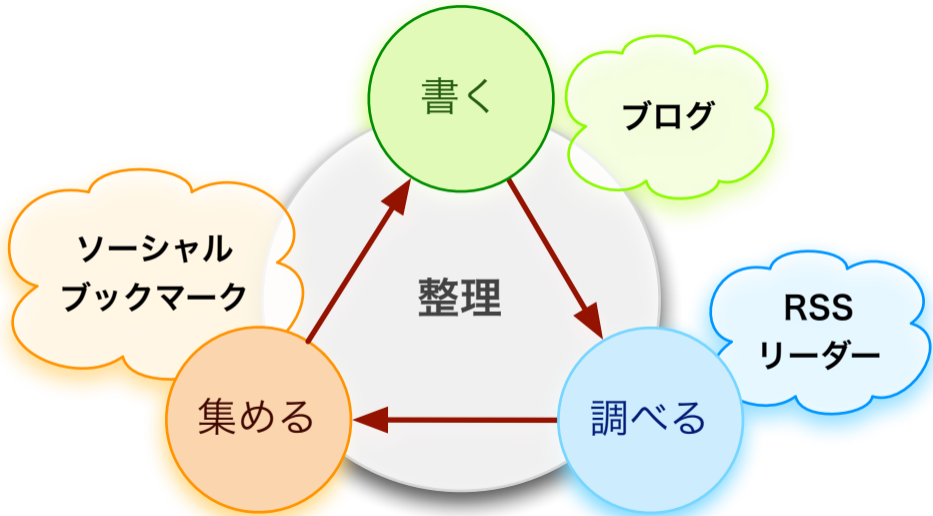 書く
ブログ
ソーシャル
ブックマーク
整理
RSS
リーダー
集める
調べる